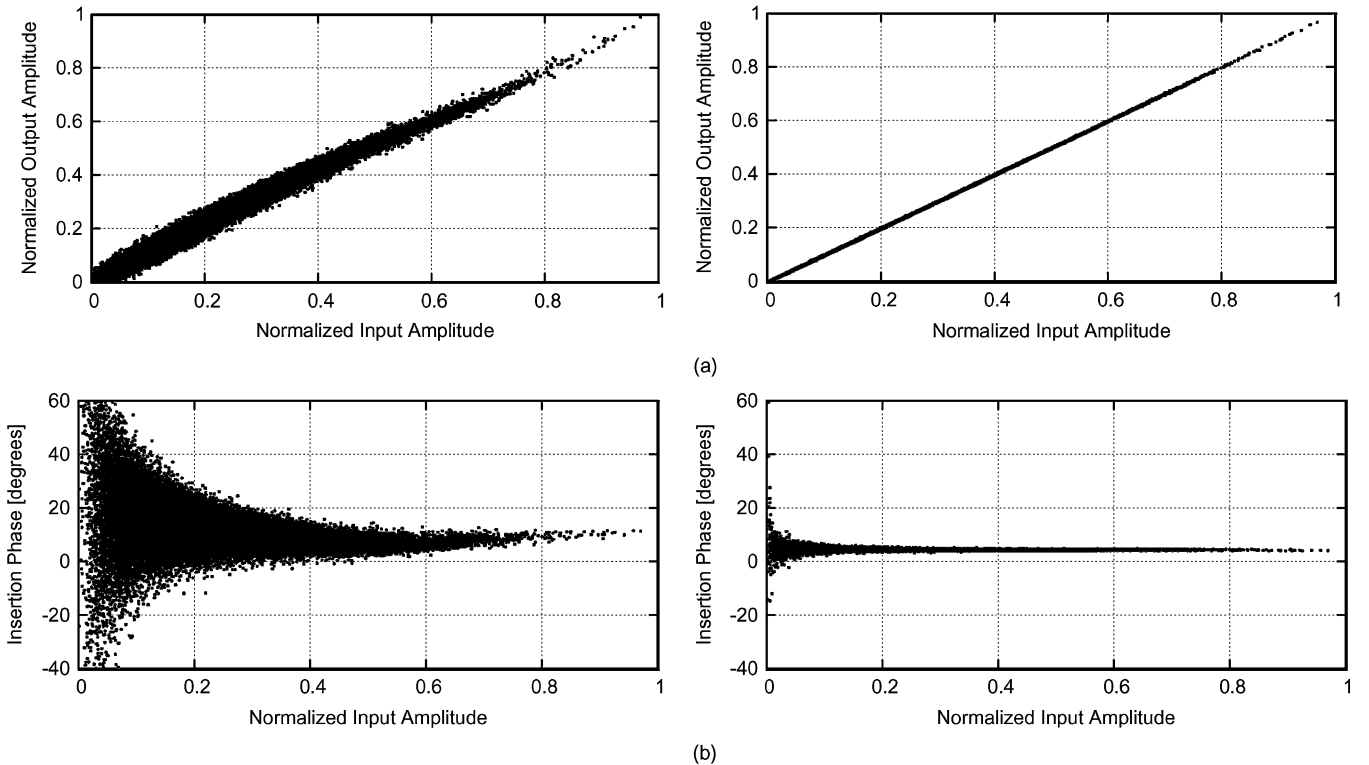 Normalized Output Amplitude
1
0.8
0.6
0.4
0.2
0
0 0.2 0.4 0.6 0.8 1
Normalized Input Amplitude
Normalized Output Amplitude
1
0.8
0.6
0.4
0.2
0
0 0.2 0.4 0.6 0.8 1
Normalized Input Amplitude
(a)
Insertion Phase [degrees]
60
40
20
0
-20
-40
0 0.2 0.4 0.6 0.8 1
Normalized Input Amplitude
Insertion Phase [degrees]
60
40
20
0
-20
-40
0 0.2 0.4 0.6 0.8 1
Normalized Input Amplitude
(b)